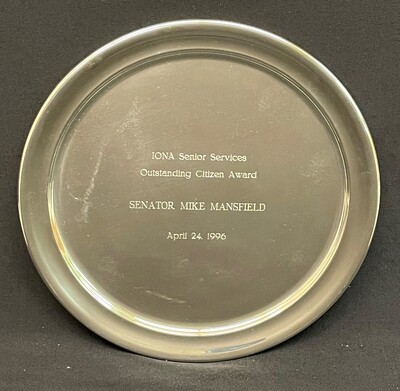 IONA Senior Services
Outstanding Citizen Award
SENATOR MIKE MANSFIELD
April 24, 1996